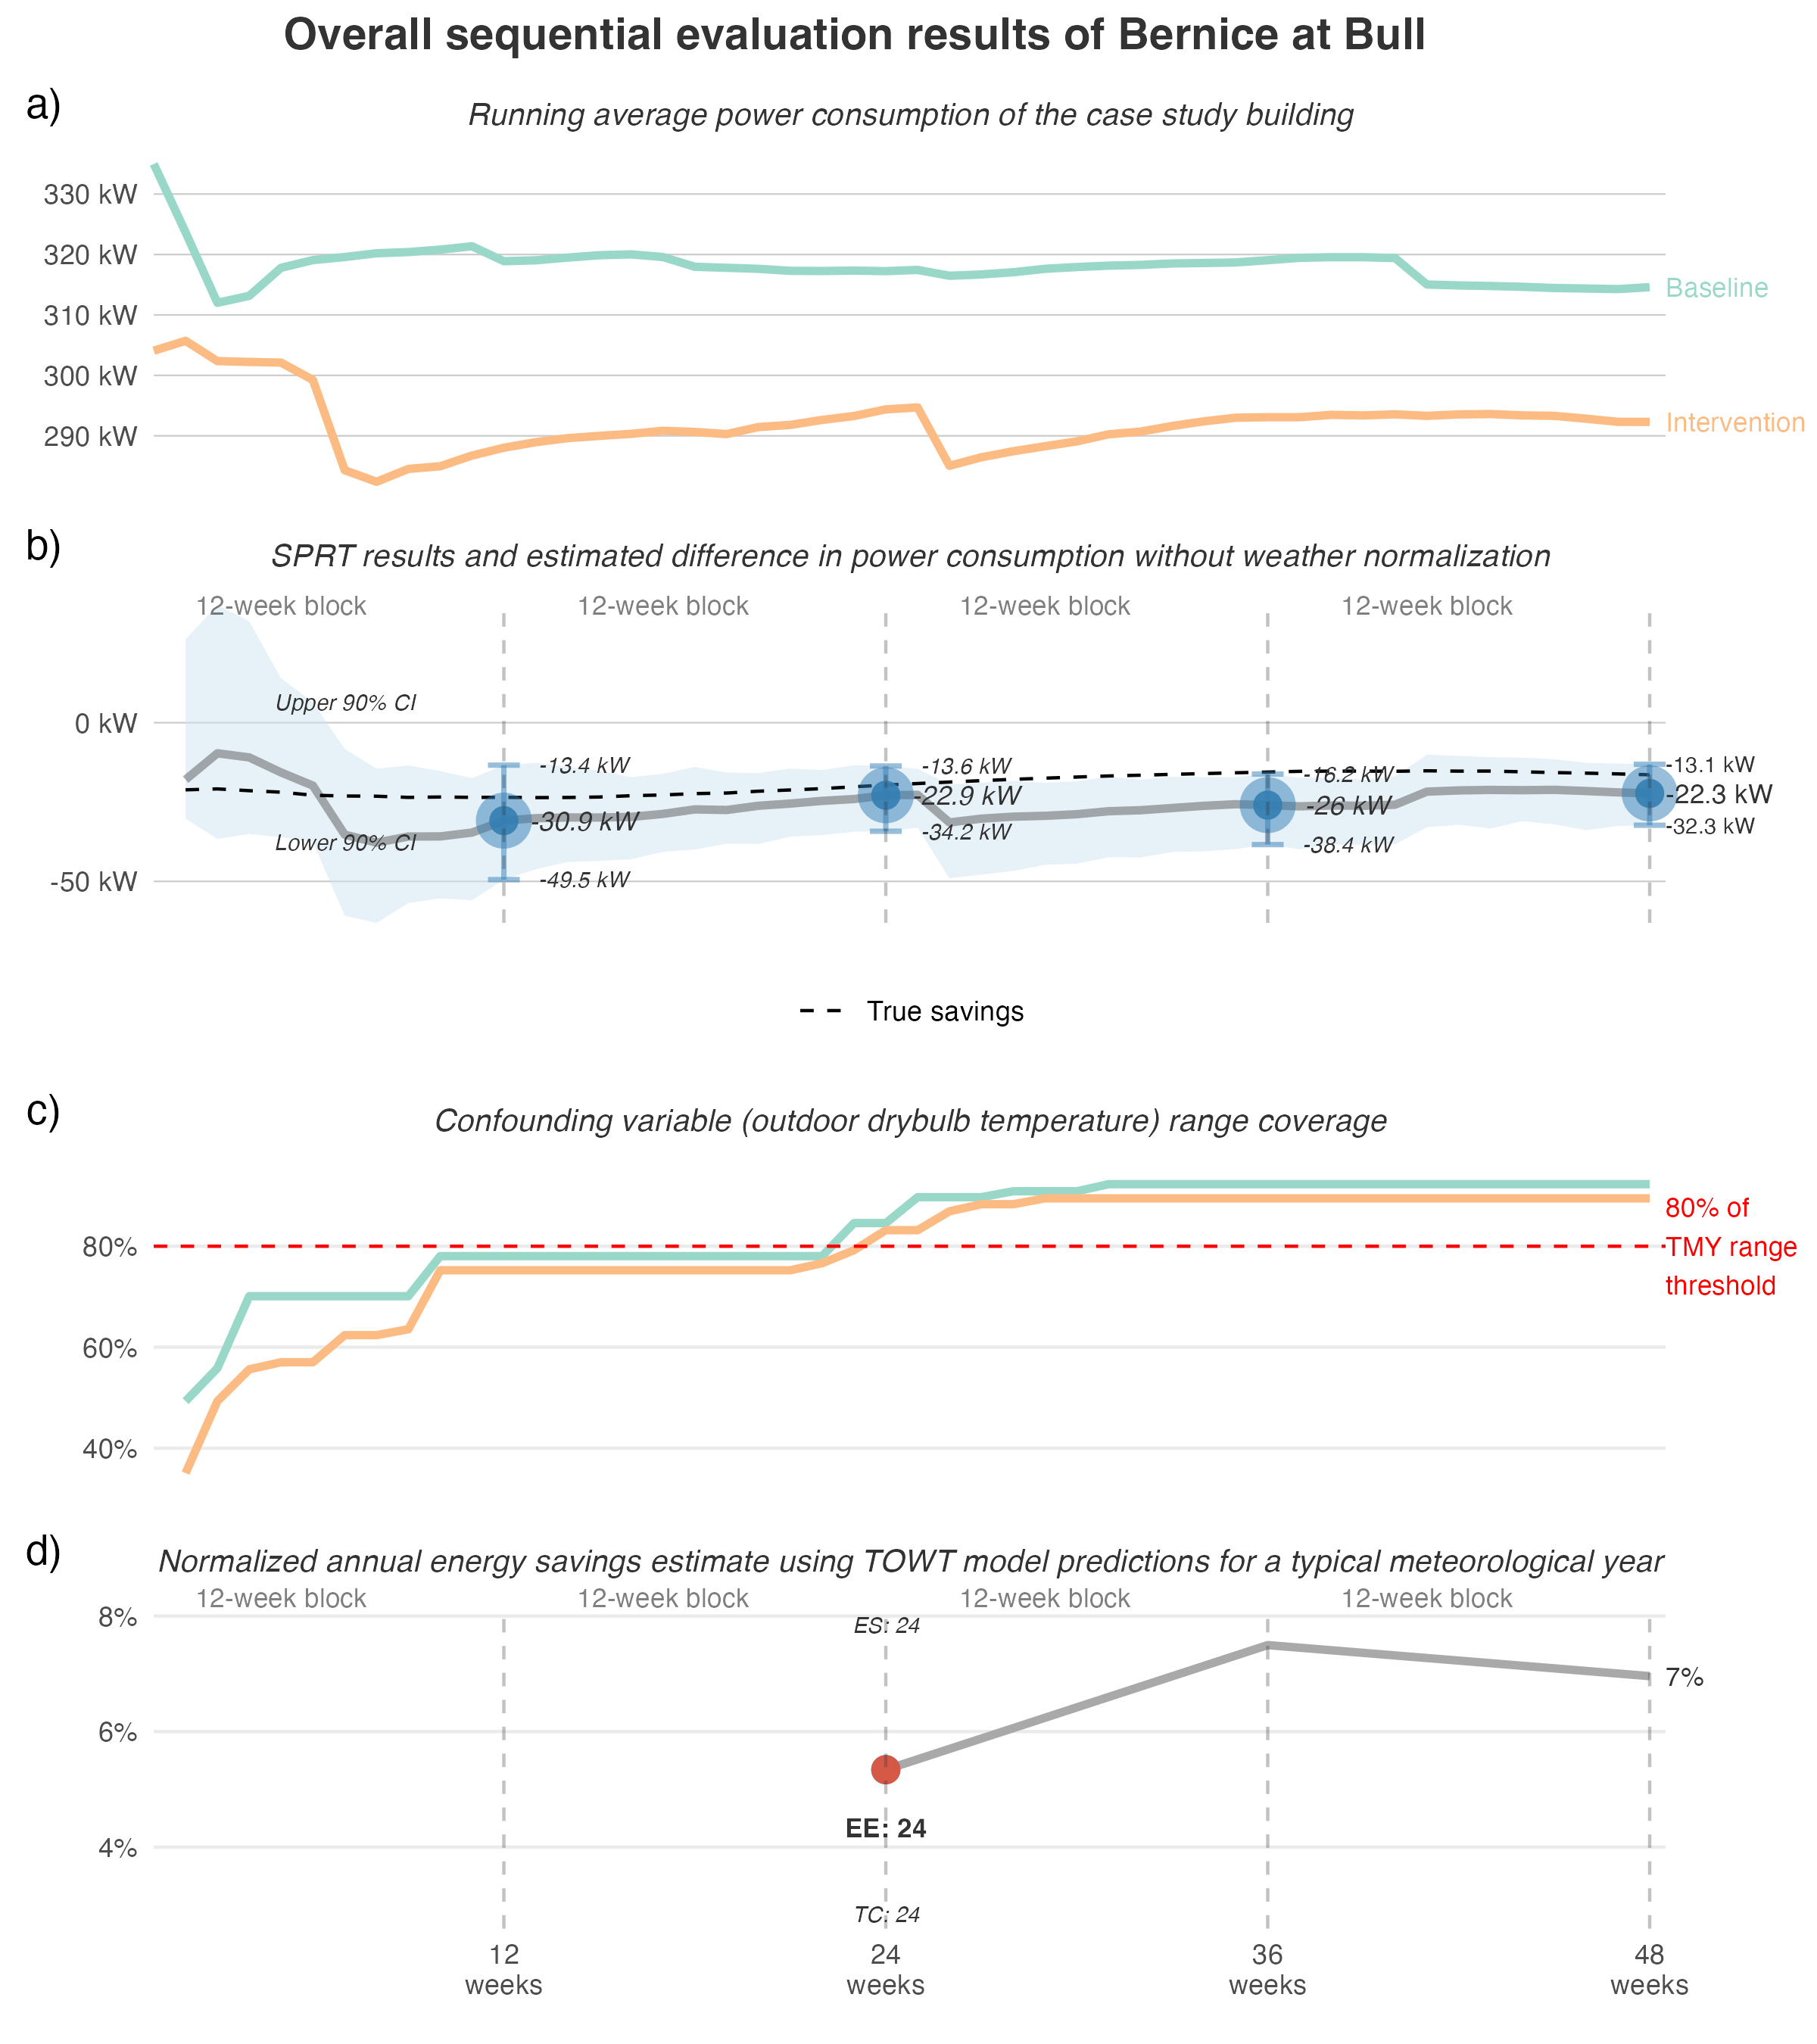 Overall sequential evaluation results of Bernice at Bull
a)
Running average power consumption of the case study building
330 kW
320 kW
310 kW
300 kW
290 kW
Baseline
Intervention
b)
SPRT results and estimated difference in power consumption without weather normalization
12-week block 12-week block 12-week block 12-week block
Upper 90% CI
0 kW
Lower 90% CI
-50 kW
-13.4 kW
-30.9 kW
-49.5 kW
-13.6 kW
-22.9 kW
-34.2 kW
-16.2 kW
-26 kW
-38.4 kW
-13.1 kW
-22.3 kW
-32.3 kW
True savings
c)
Confounding variable (outdoor drybulb temperature) range coverage
80%
60%
40%
80% of
TMY range
threshold
d)
Normalized annual energy savings estimate using TOWT model predictions for a typical meteorological year
12-week block 12-week block 12-week block 12-week block
8%
6%
4%
ES: 24
7%
EE: 24
TC: 24
12
weeks
24
weeks
36
weeks
48
weeks